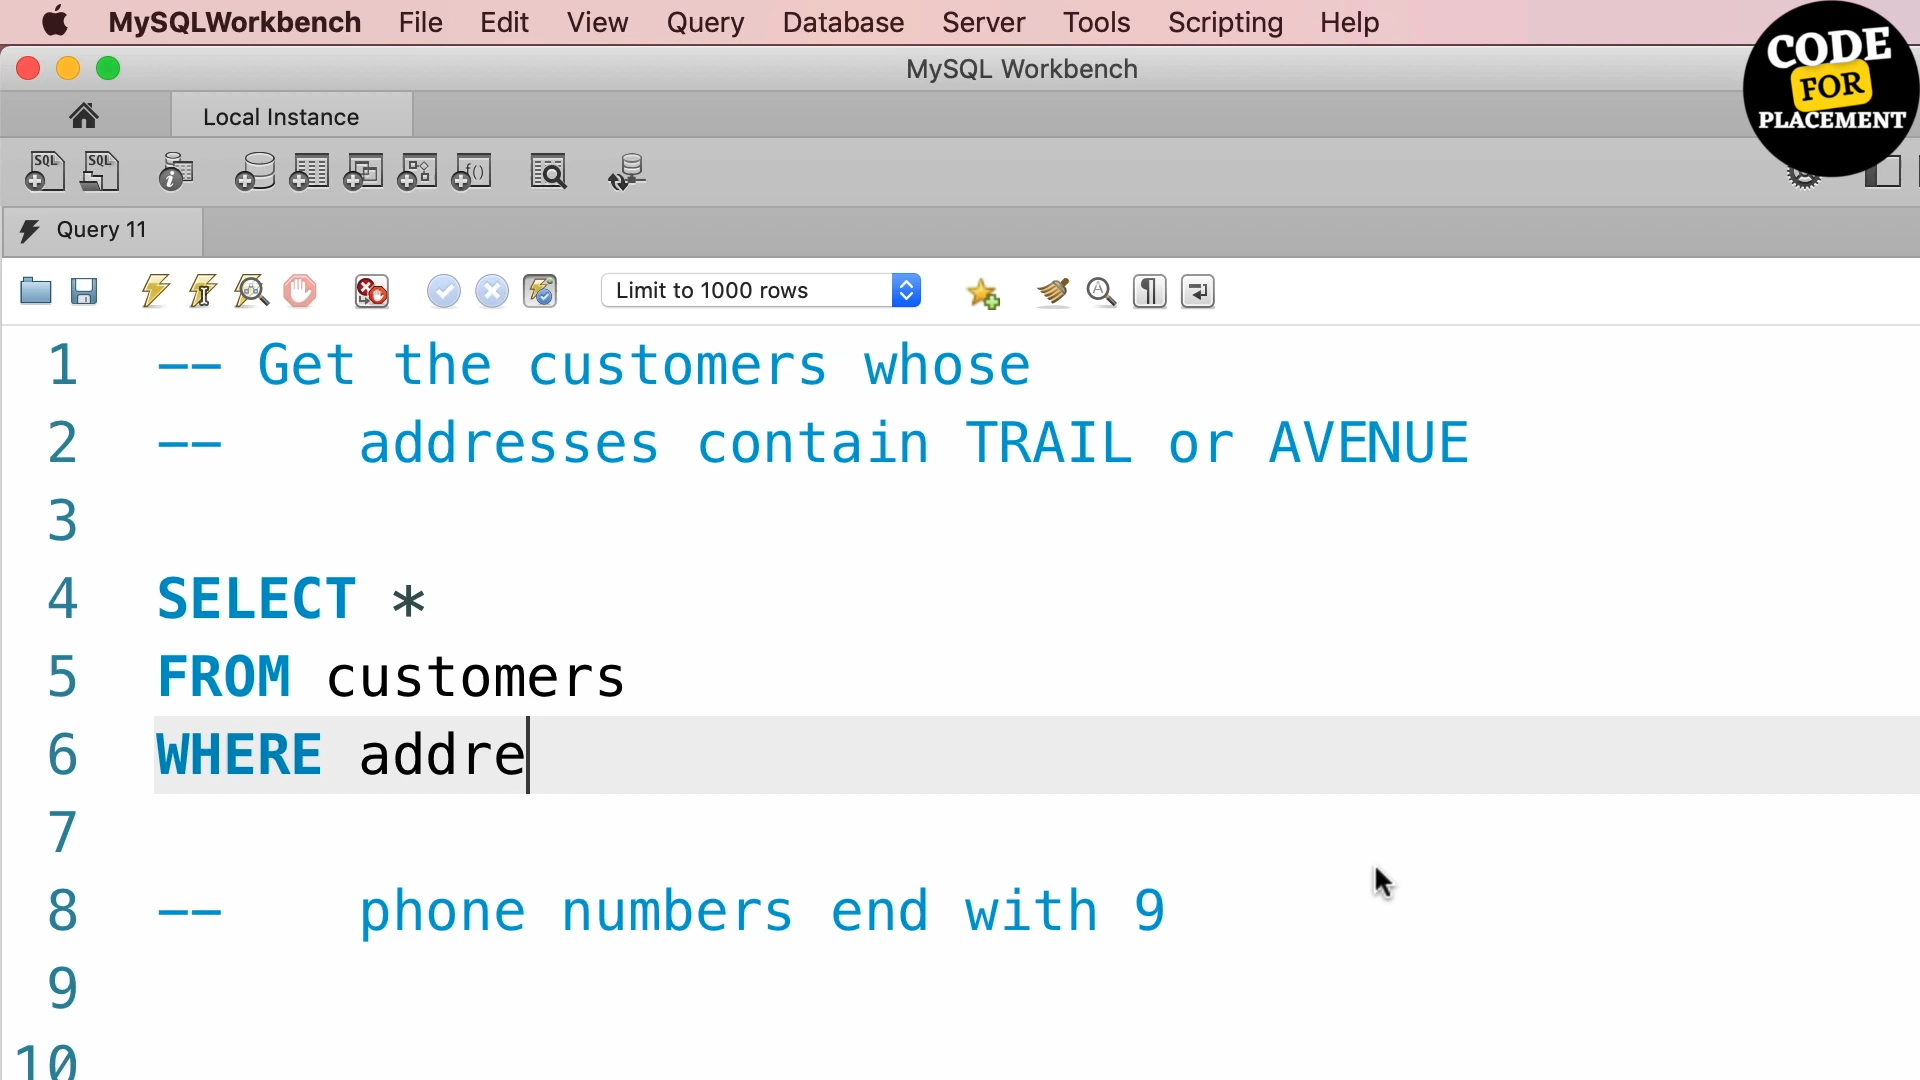 MySQLWorkbench File Edit View Query Database Server Tools Scripting Help
MySQL Workbench
CODE
FOR
PLACEMENT
Local Instance
SQL SQL
Query 11
Limit to 1000 rows
1 -- Get the customers whose
2 -- addresses contain TRAIL or AVENUE
3
4 SELECT *
5 FROM customers
6 WHERE addre
7
8 -- phone numbers end with 9
9
10